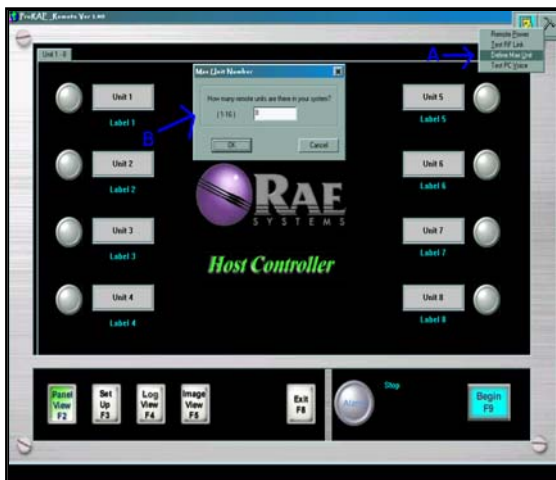 ProRAE_Remote Ver 2.00
Remote Power
Test RF Link
Define Max Unit
Test PC Voice
A
Unit 1 - 8
Max Unit Number
How many remote units are there in your system?
( 1-16 )
8
OK
Cancel
B
Unit 1
Label 1
Unit 2
Label 2
Unit 3
Label 3
Unit 4
Label 4
Unit 5
Label 5
Unit 6
Label 6
Unit 7
Label 7
Unit 8
Label 8
RAE
SYSTEMS
Host Controller
Panel
View
F2
Set
Up
F3
Log
View
F4
Image
View
F5
Exit
F8
Alarm
Stop
Begin
F9